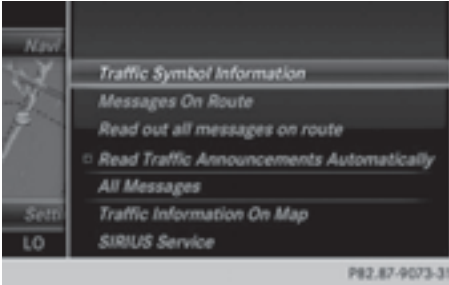 Navi
Traffic Symbol Information
Messages On Route
Read out all messages on route
Read Traffic Announcements Automatically
All Messages
Setti
Traffic Information On Map
LO
SIRIUS Service
P82.87-9073-31